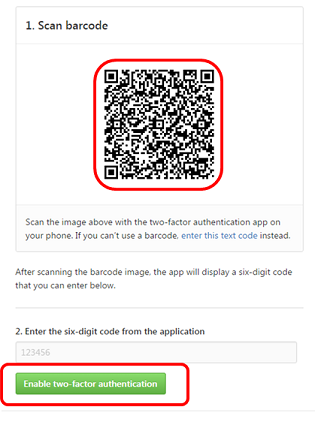 1. Scan barcode
Scan the image above with the two-factor authentication app on
your phone. If you can't use a barcode, enter this text code instead.
After scanning the barcode image, the app will display a six-digit code
that you can enter below.
2. Enter the six-digit code from the application
123456
Enable two-factor authentication